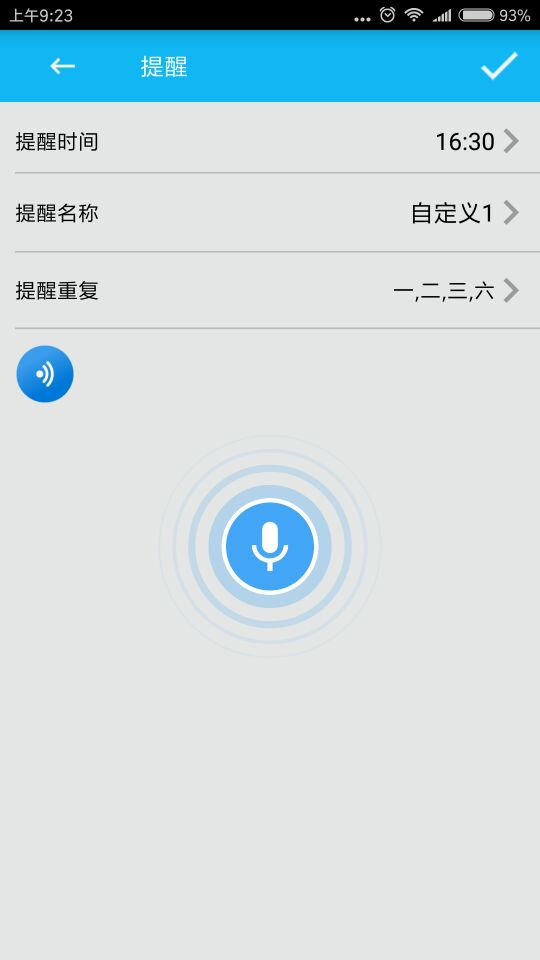 上午9:23 93%
提醒
提醒时间 16:30
提醒名称 自定义1
提醒重复 一,二,三,六